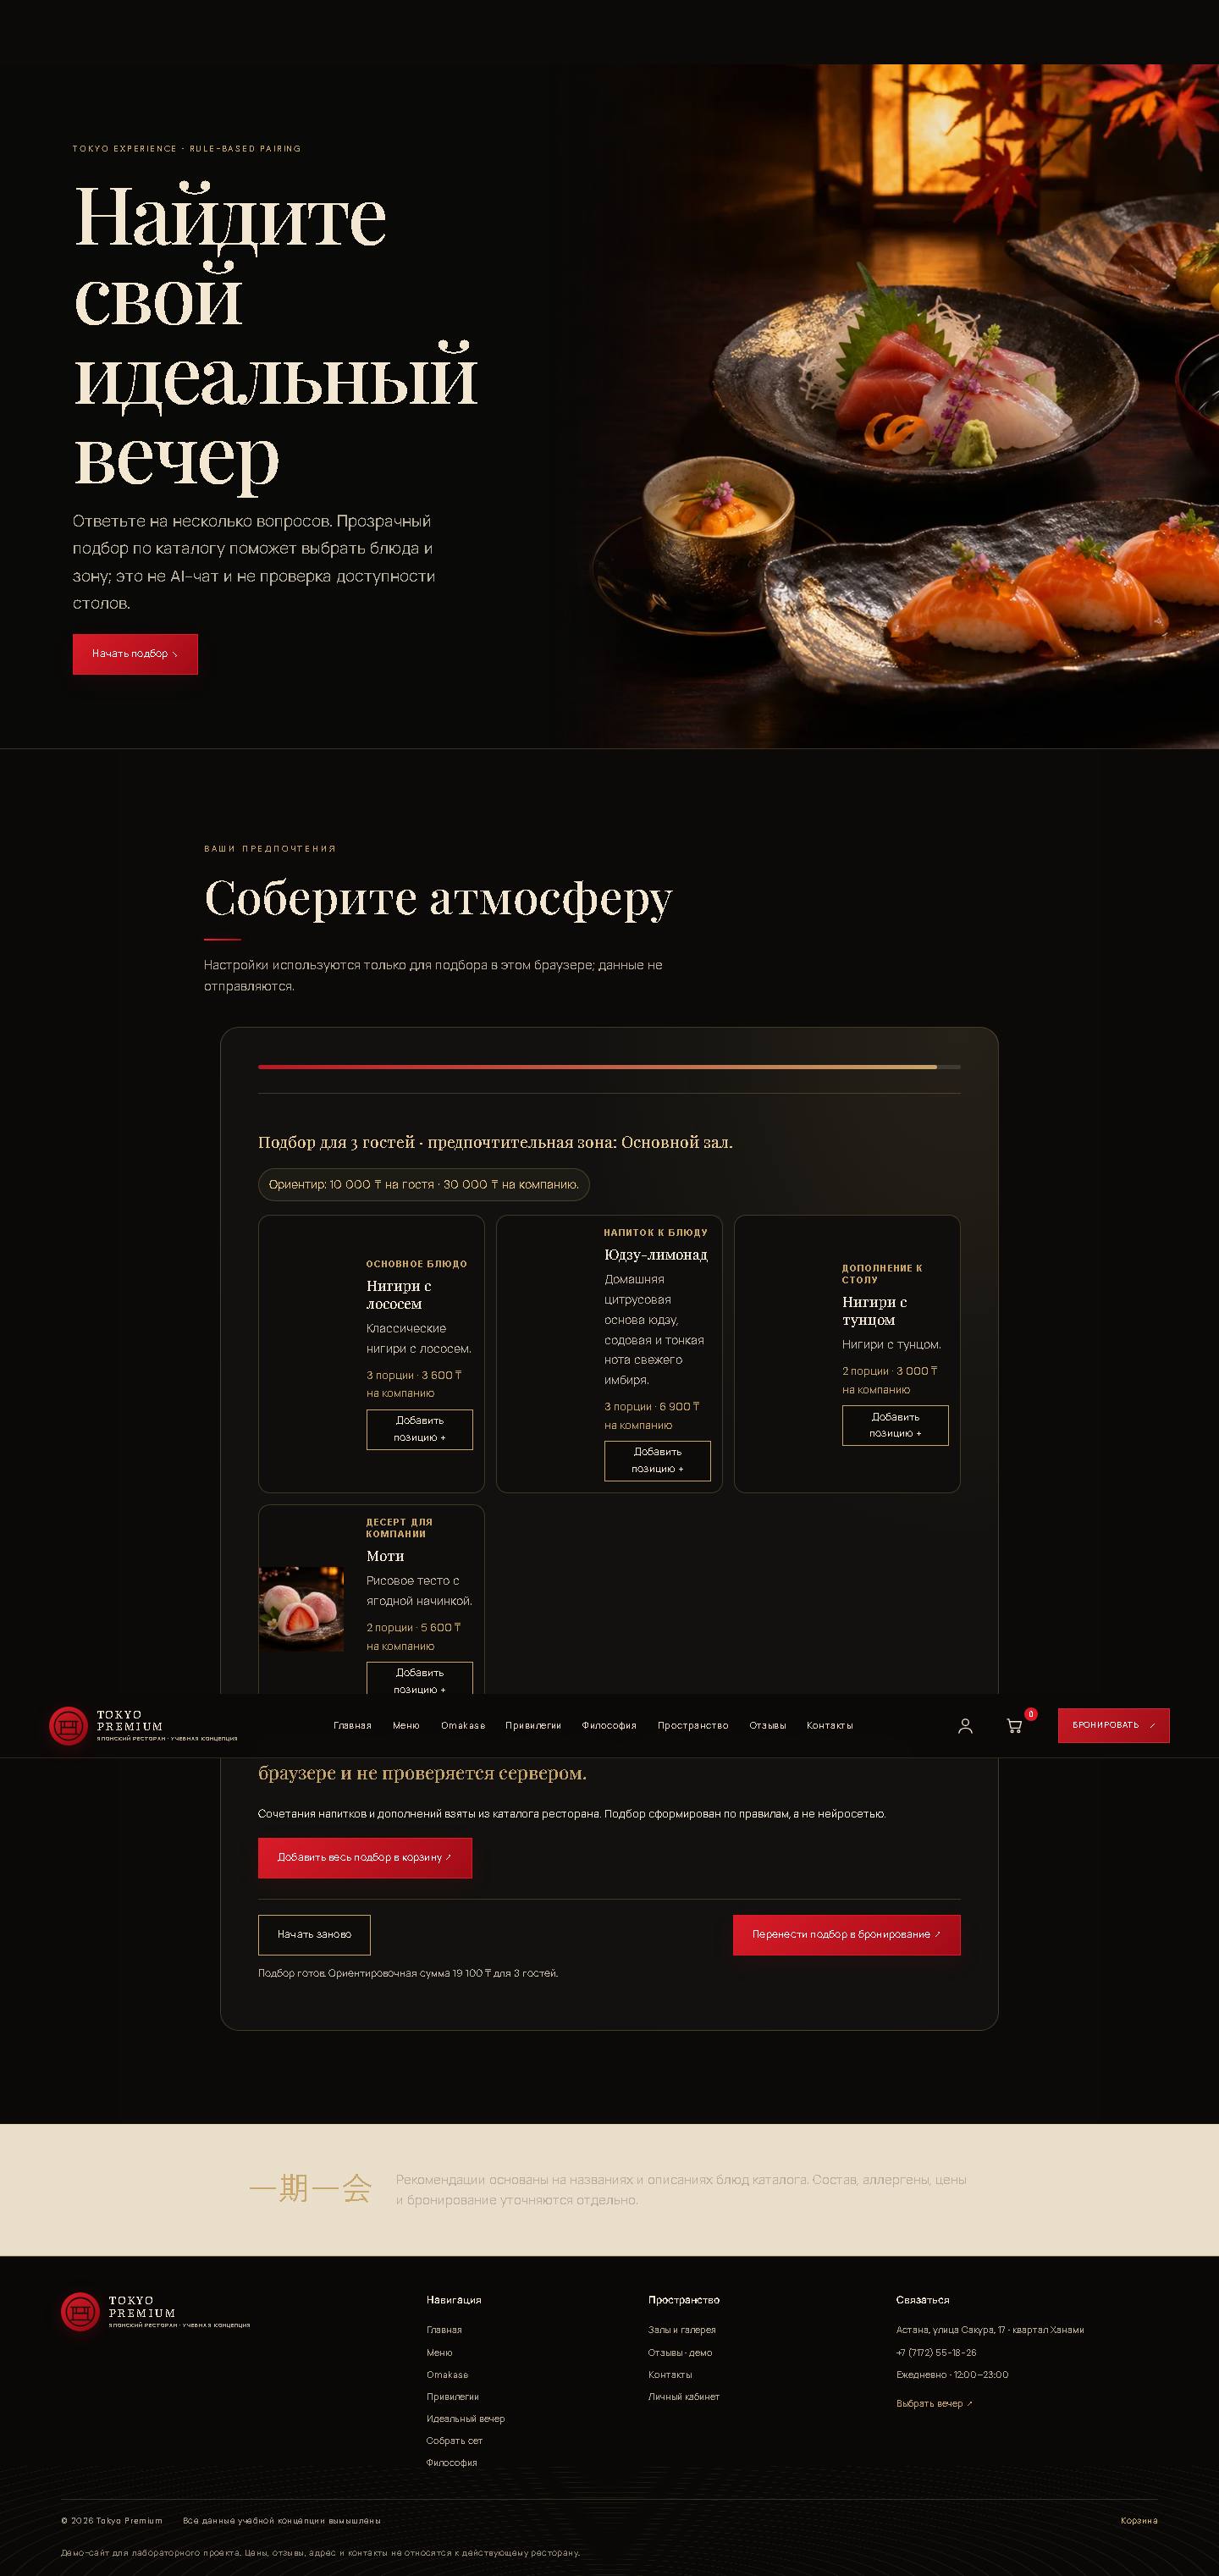 TOKYO EXPERIENCE · RULE-BASED PAIRING
Найдите
свой
идеальный
вечер
Ответьте на несколько вопросов. Прозрачный
подбор по каталогу поможет выбрать блюда и
зону; это не AI-чат и не проверка доступности
столов.
Начать подбор ↘
ВАШИ ПРЕДПОЧТЕНИЯ
Соберите атмосферу
Настройки используются только для подбора в этом браузере; данные не
отправляются.
Подбор для 3 гостей · предпочтительная зона: Основной зал.
Ориентир: 10 000 ₸ на гостя · 30 000 ₸ на компанию.
ОСНОВНОЕ БЛЮДО
Нигири с
лососем
Классические
нигири с лососем.
3 порции · 3 600 ₸
на компанию
Добавить
позицию +
НАПИТОК К БЛЮДУ
Юдзу-лимонад
Домашняя
цитрусовая
основа юдзу,
содовая и тонкая
нота свежего
имбиря.
3 порции · 6 900 ₸
на компанию
Добавить
позицию +
ДОПОЛНЕНИЕ К
СТОЛУ
Нигири с
тунцом
Нигири с тунцом.
2 порции · 3 000 ₸
на компанию
Добавить
позицию +
ДЕСЕРТ ДЛЯ
КОМПАНИИ
Моти
Рисовое тесто с
ягодной начинкой.
2 порции · 5 600 ₸
на компанию
Добавить
позицию +
TOKYO
PREMIUM
ЯПОНСКИЙ РЕСТОРАН · УЧЕБНАЯ КОНЦЕПЦИЯ
Главная Меню Omakase Привилегии Философия Пространство Отзывы Контакты
0
БРОНИРОВАТЬ ↗
браузере и не проверяется сервером.
Сочетания напитков и дополнений взяты из каталога ресторана. Подбор сформирован по правилам, а не нейросетью.
Добавить весь подбор в корзину ↗
Начать заново
Перенести подбор в бронирование ↗
Подбор готов. Ориентировочная сумма 19 100 ₸ для 3 гостей.
一期一会
Рекомендации основаны на названиях и описаниях блюд каталога. Состав, аллергены, цены
и бронирование уточняются отдельно.
TOKYO
PREMIUM
ЯПОНСКИЙ РЕСТОРАН · УЧЕБНАЯ КОНЦЕПЦИЯ
Навигация
Главная
Меню
Omakase
Привилегии
Идеальный вечер
Собрать сет
Философия
Пространство
Залы и галерея
Отзывы · демо
Контакты
Личный кабинет
Связаться
Астана, улица Сакура, 17 · квартал Ханами
+7 (7172) 55-18-26
Ежедневно · 12:00–23:00
Выбрать вечер ↗
© 2026 Tokyo Premium Все данные учебной концепции вымышлены
Корзина
Демо-сайт для лабораторного проекта. Цены, отзывы, адрес и контакты не относятся к действующему ресторану.